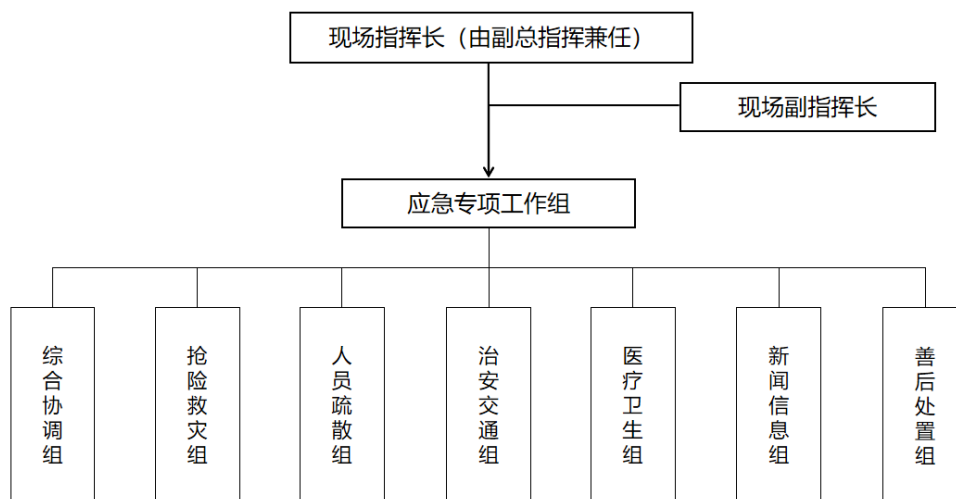 现场指挥长（由副总指挥兼任）
现场副指挥长
应急专项工作组
综合协调组
抢险救灾组
人员疏散组
治安交通组
医疗卫生组
新闻信息组
善后处置组